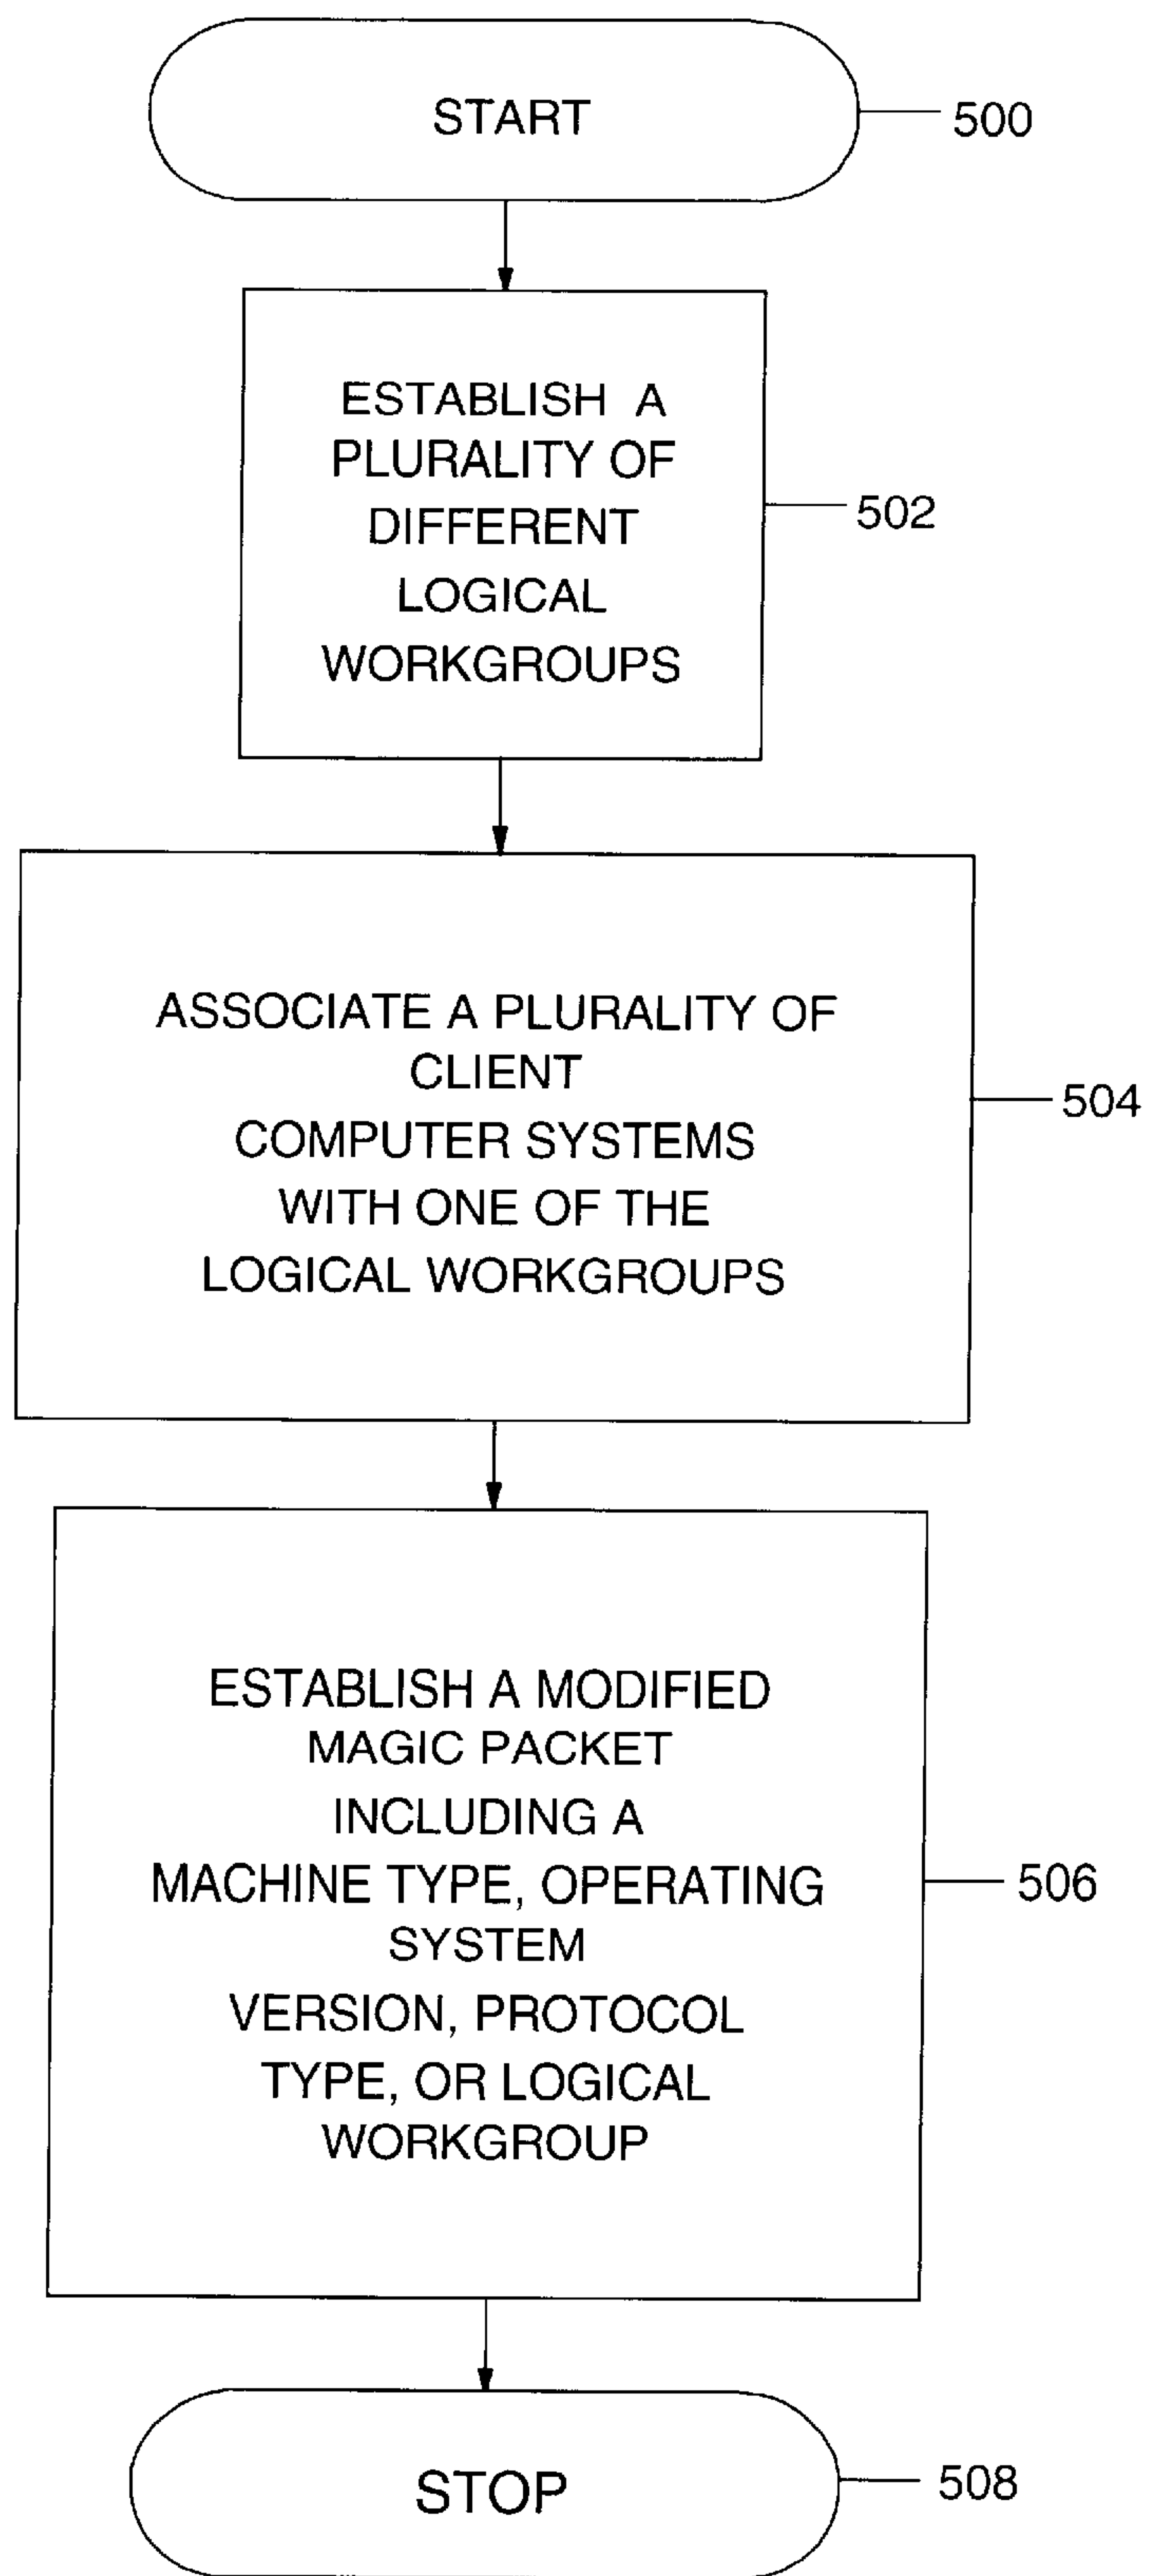 START
500
ESTABLISH A
PLURALITY OF
DIFFERENT
LOGICAL
WORKGROUPS
502
ASSOCIATE A PLURALITY OF
CLIENT
COMPUTER SYSTEMS
WITH ONE OF THE
LOGICAL WORKGROUPS
504
ESTABLISH A MODIFIED
MAGIC PACKET
INCLUDING A
MACHINE TYPE, OPERATING
SYSTEM
VERSION, PROTOCOL
TYPE, OR LOGICAL
WORKGROUP
506
STOP
508